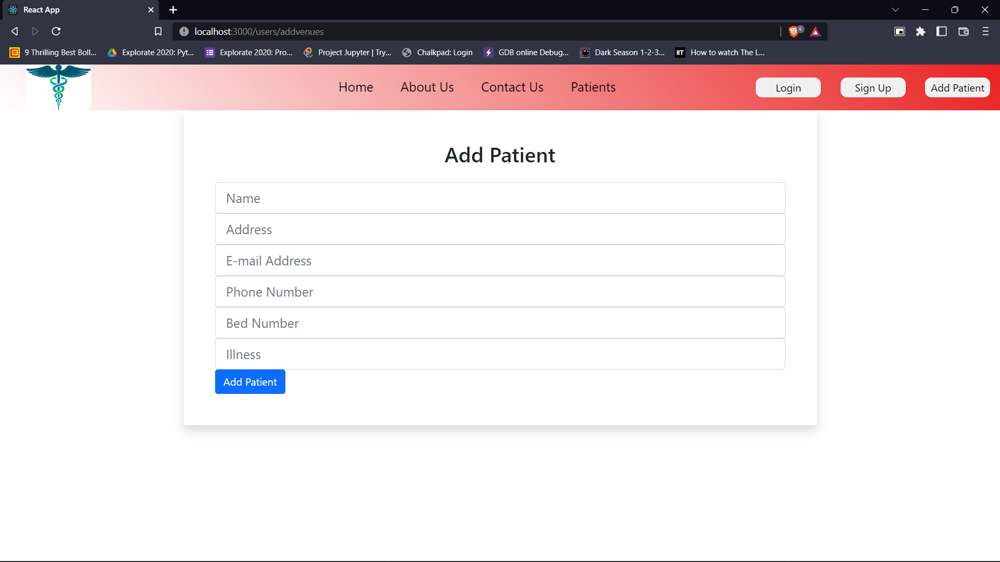 React App
localhost:3000/users/addvenues
6
9 Thrilling Best Boll... Explorate 2020: Pyt... Explorate 2020: Pro... Project Jupyter | Try... Chalkpad: Login GDB online Debug... Dark Season 1-2-3... RT How to watch The L...
Home About Us Contact Us Patients Login Sign Up Add Patient
Add Patient
Name
Address
E-mail Address
Phone Number
Bed Number
Illness
Add Patient